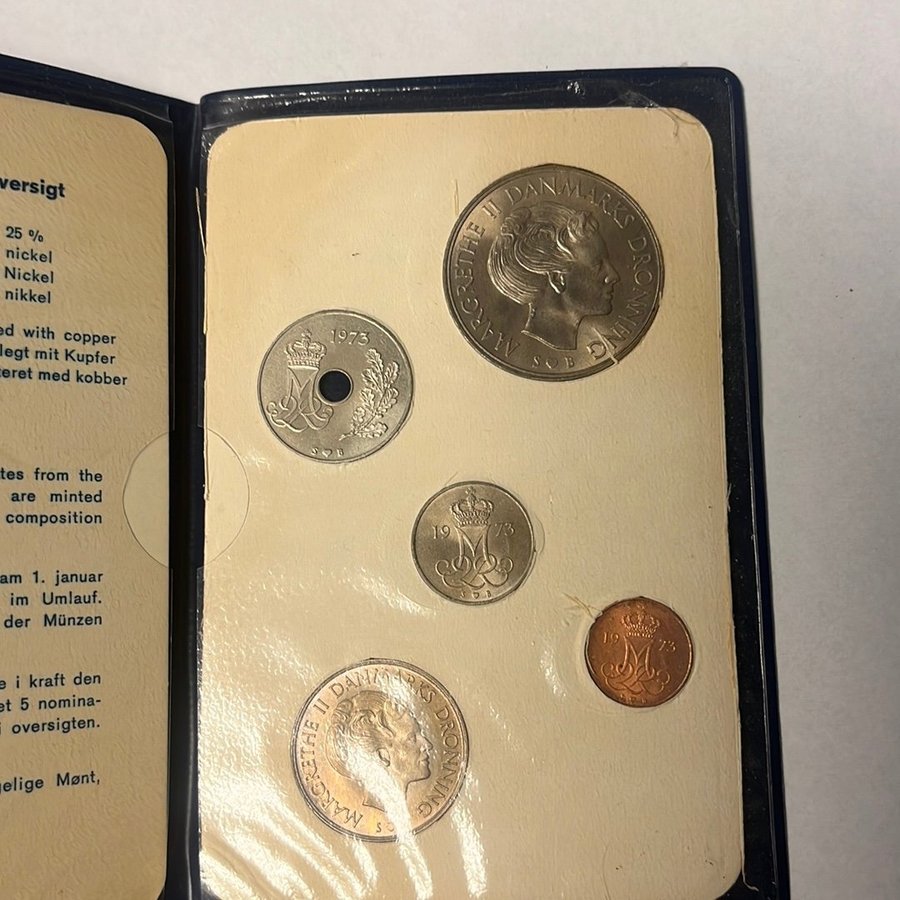 versigt
25 %
nickel
Nickel
nikkel
ed with copper
legt mit Kupfer
teret med kobber
tes from the
are minted
composition
am 1. januar
im Umlauf.
der Münzen
e i kraft den
et 5 nomina-
i oversigten.
gelige Mønt,
MARGRETHE II DANMARKS DRONNING
S♥B
1973
S♥B
19 73
S♥B
19 73
S♥B
MARGRETHE II DANMARKS DRONNING
S